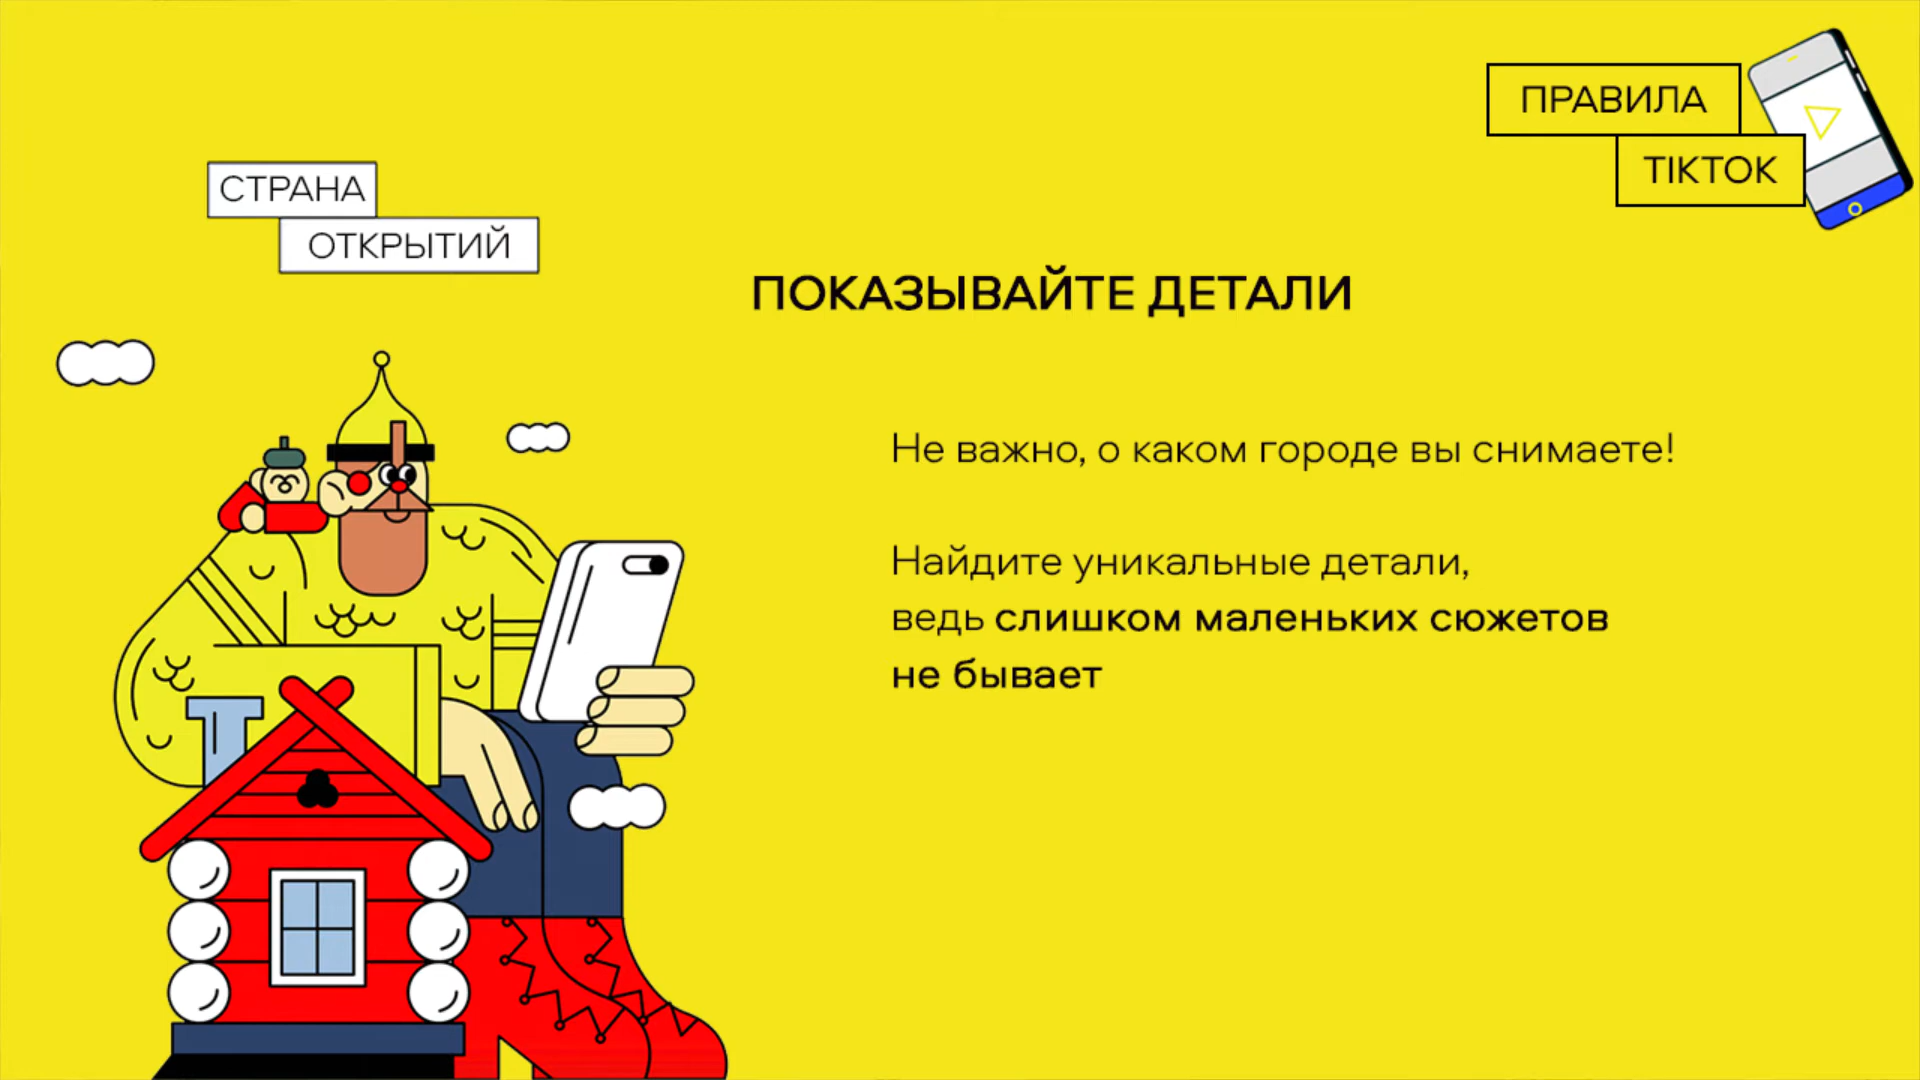 ПРАВИЛА
TIKTOK
СТРАНА
ОТКРЫТИЙ
ПОКАЗЫВАЙТЕ ДЕТАЛИ
Не важно, о каком городе вы снимаете!
Найдите уникальные детали,
ведь слишком маленьких сюжетов
не бывает